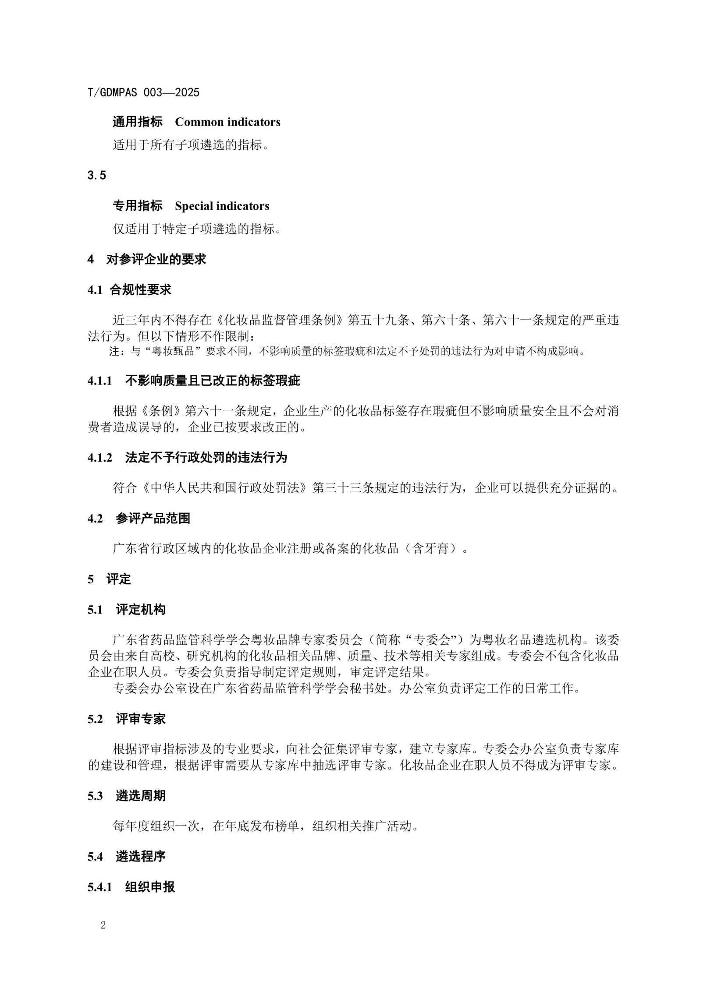 T/GDMPAS 003—2025
通用指标 Common indicators
适用于所有子项遴选的指标。
3.5
专用指标 Special indicators
仅适用于特定子项遴选的指标。
4 对参评企业的要求
4.1 合规性要求
近三年内不得存在《化妆品监督管理条例》第五十九条、第六十条、第六十一条规定的严重违
法行为。但以下情形不作限制：
注：与“粤妆甄品”要求不同，不影响质量的标签瑕疵和法定不予处罚的违法行为对申请不构成影响。
4.1.1 不影响质量且已改正的标签瑕疵
根据《条例》第六十一条规定，企业生产的化妆品标签存在瑕疵但不影响质量安全且不会对消
费者造成误导的，企业已按要求改正的。
4.1.2 法定不予行政处罚的违法行为
符合《中华人民共和国行政处罚法》第三十三条规定的违法行为，企业可以提供充分证据的。
4.2 参评产品范围
广东省行政区域内的化妆品企业注册或备案的化妆品（含牙膏）。
5 评定
5.1 评定机构
广东省药品监管科学学会粤妆品牌专家委员会（简称“专委会”）为粤妆名品遴选机构。该委
员会由来自高校、研究机构的化妆品相关品牌、质量、技术等相关专家组成。专委会不包含化妆品
企业在职人员。专委会负责指导制定评定规则，审定评定结果。
专委会办公室设在广东省药品监管科学学会秘书处。办公室负责评定工作的日常工作。
5.2 评审专家
根据评审指标涉及的专业要求，向社会征集评审专家，建立专家库。专委会办公室负责专家库
的建设和管理，根据评审需要从专家库中抽选评审专家。化妆品企业在职人员不得成为评审专家。
5.3 遴选周期
每年度组织一次，在年底发布榜单，组织相关推广活动。
5.4 遴选程序
5.4.1 组织申报
2